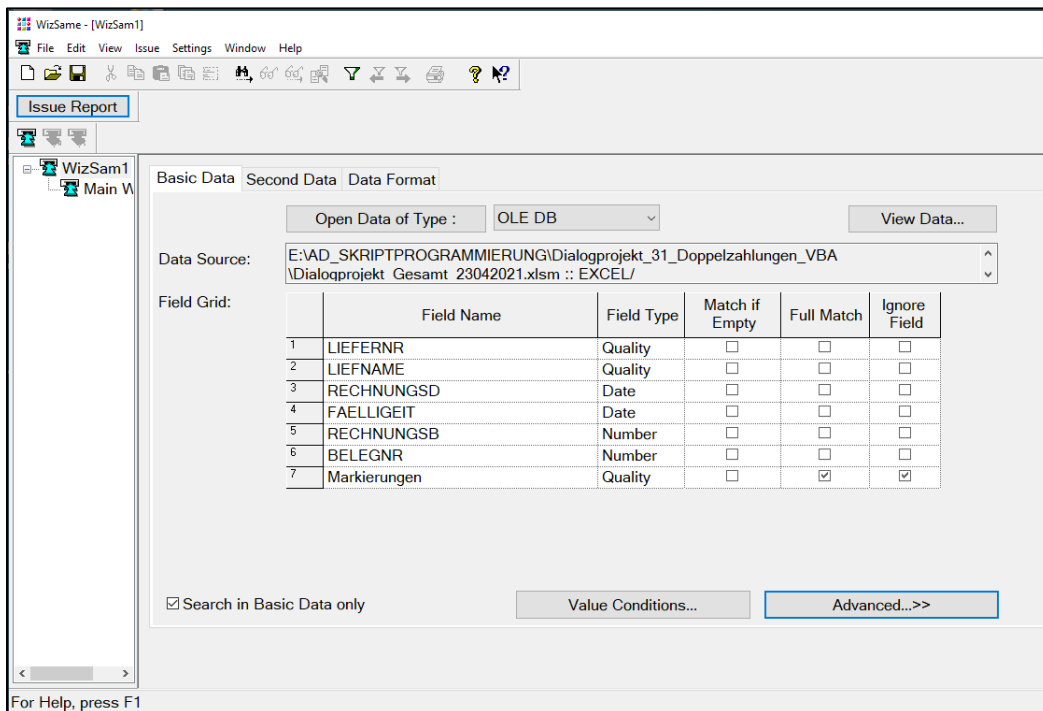 WizSame - [WizSam1]
File Edit View Issue Settings Window Help
Issue Report
WizSam1
Main W
Basic Data Second Data Data Format
Open Data of Type : OLE DB View Data...
Data Source: E:\AD_SKRIPTPROGRAMMIERUNG\Dialogprojekt_31_Doppelzahlungen_VBA
\Dialogprojekt_Gesamt_23042021.xlsm :: EXCEL/
Field Grid:
Field Name Field Type Match if Empty Full Match Ignore Field
1 LIEFERNR Quality
2 LIEFNAME Quality
3 RECHNUNGSD Date
4 FAELLIGEIT Date
5 RECHNUNGSB Number
6 BELEGNR Number
7 Markierungen Quality
Search in Basic Data only Value Conditions... Advanced...>>
For Help, press F1